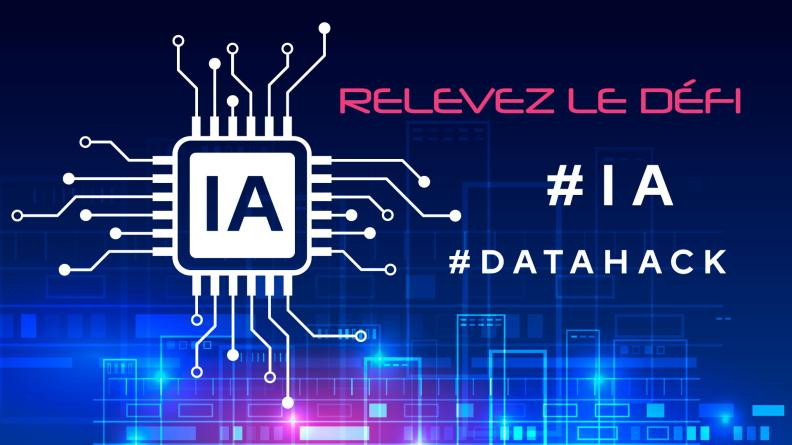 IA
RELEVEZ LE DÉFI
#IA
#DATAHACK